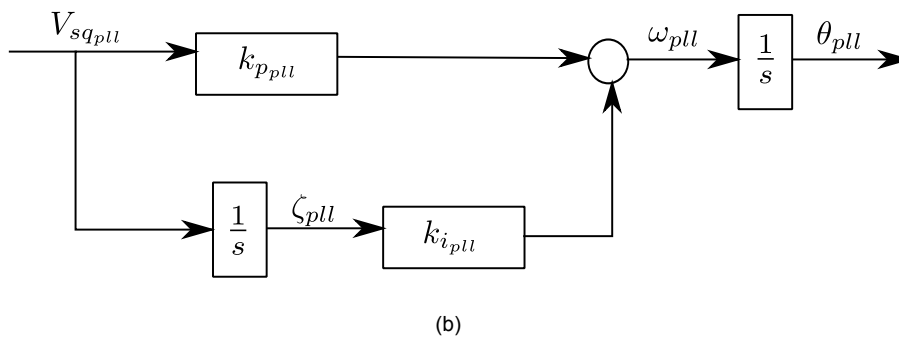 V_{sq_{pll}}
k_{p_{pll}}
ω_{pll}
1/s
θ_{pll}
1/s
ζ_{pll}
k_{i_{pll}}
(b)